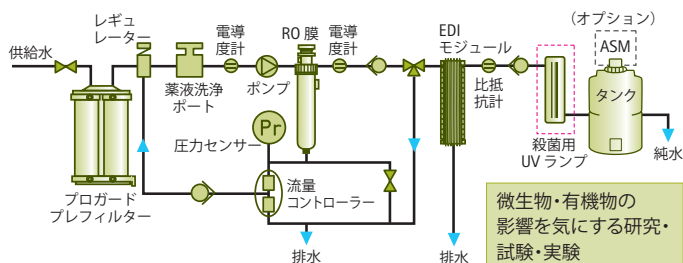 供給水
レギュ
レーター
薬液洗浄
ポート
電導
度計
ポンプ
RO 膜
電導
度計
EDI
モジュール
比抵
抗計
(オプション)
ASM
タンク
殺菌用
UV ランプ
純水
Pr
圧力センサー
流量
コントローラー
プロガード
プレフィルター
排水
排水
微生物・有機物の
影響を気にする研究・
試験・実験